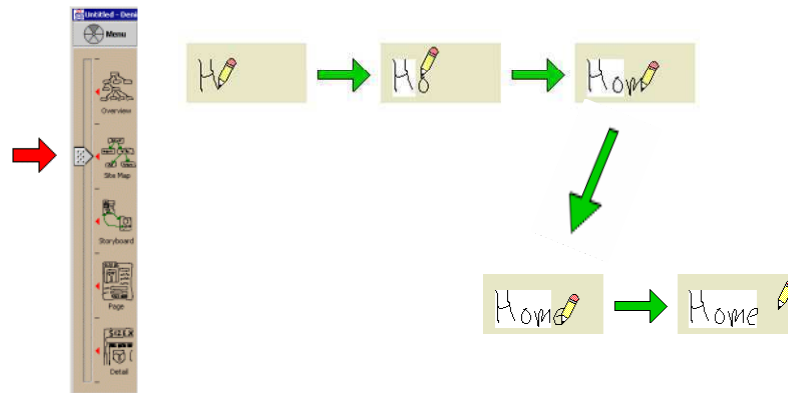 Untitled - Deni
Menu
Overview
Site Map
Storyboard
Page
Detail
H
Ho
Hom
Home
Home